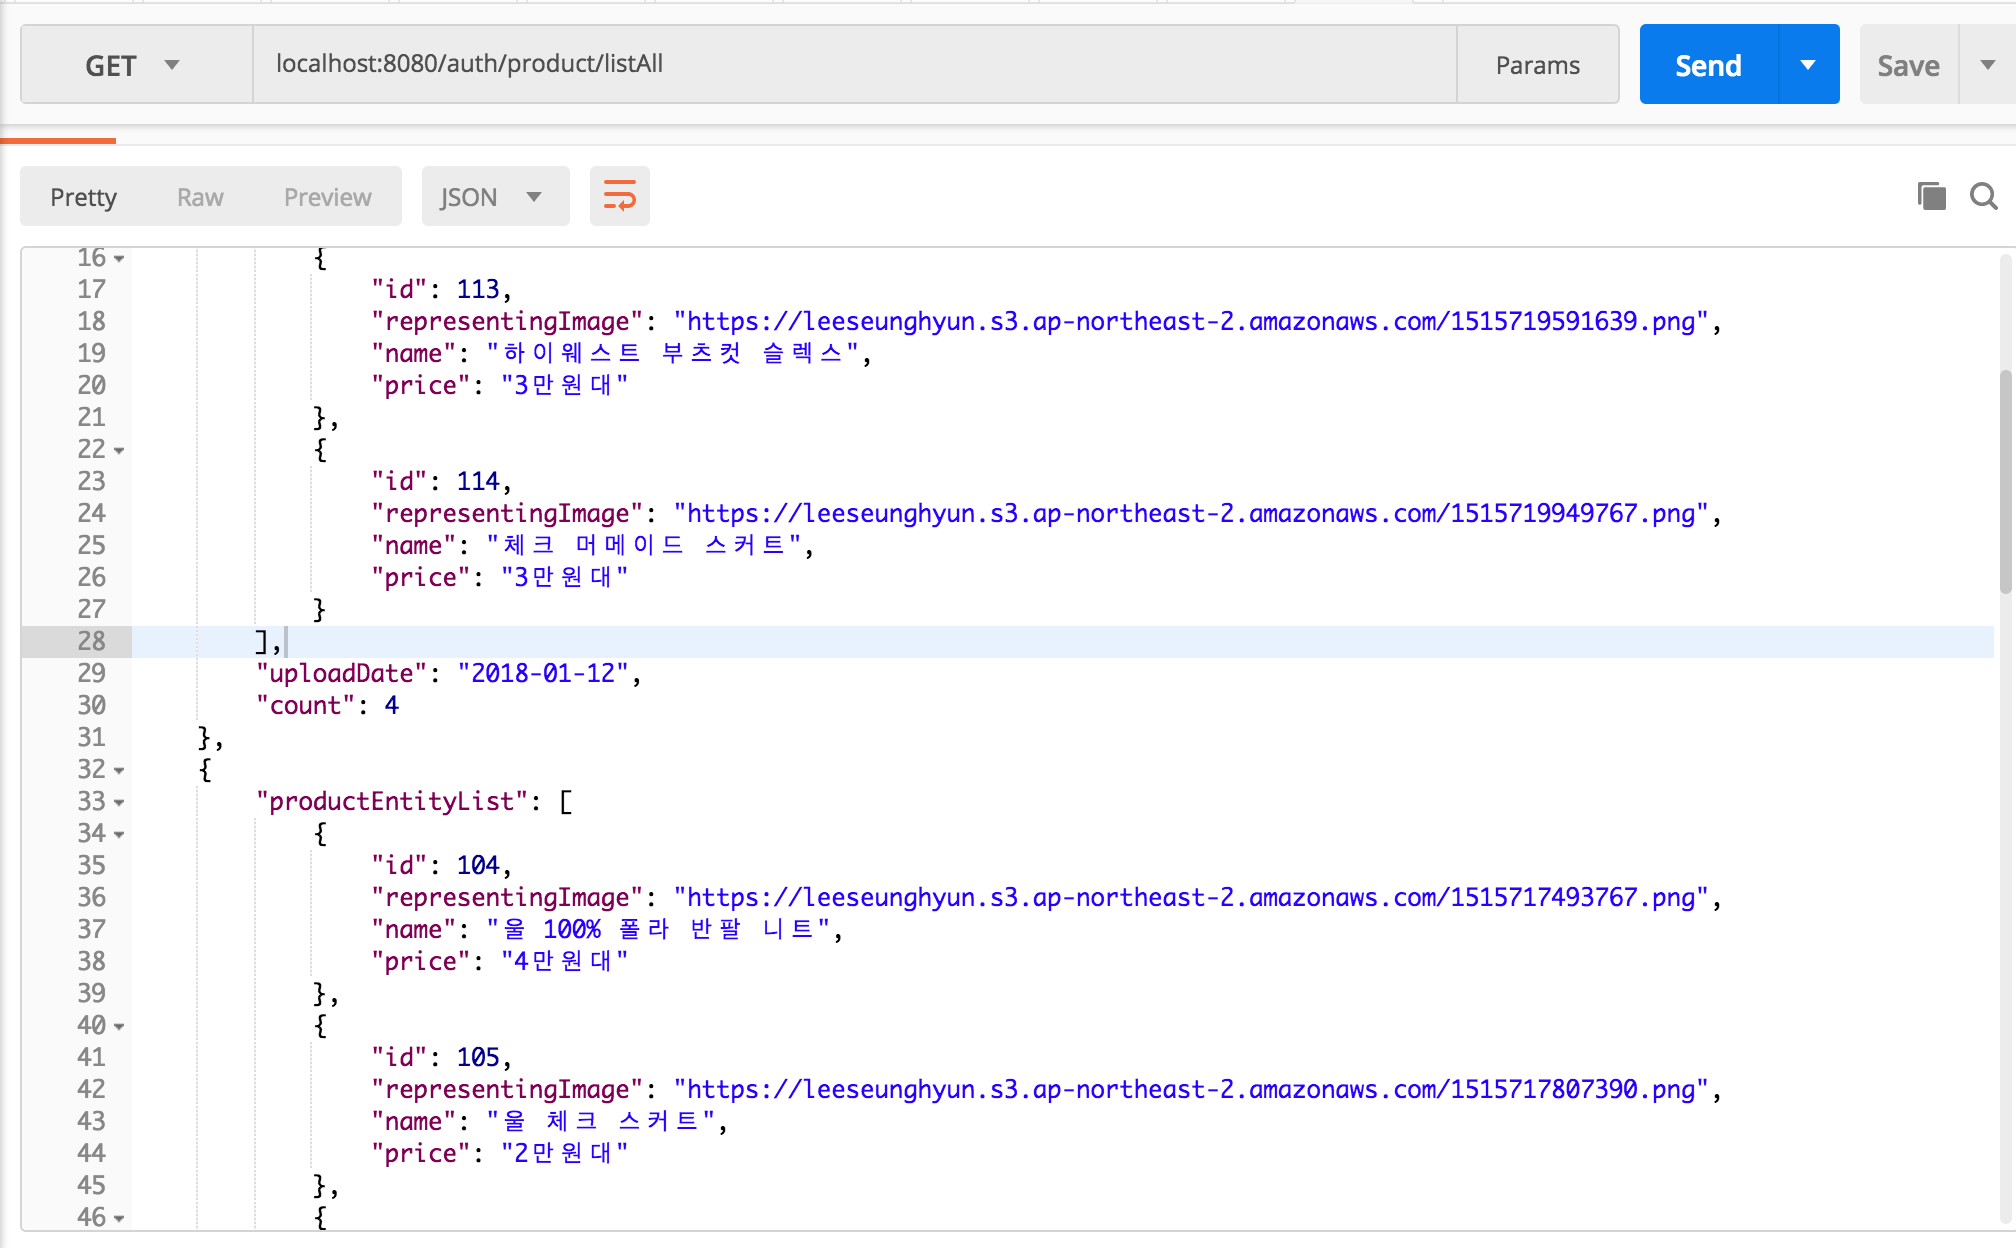 GET localhost:8080/auth/product/listAll Params Send Save
Pretty Raw Preview JSON
16 {
17 "id": 113,
18 "representingImage": "https://leeseunghyun.s3.ap-northeast-2.amazonaws.com/1515719591639.png",
19 "name": "하이웨스트 부츠컷 슬렉스",
20 "price": "3만원대"
21 },
22 {
23 "id": 114,
24 "representingImage": "https://leeseunghyun.s3.ap-northeast-2.amazonaws.com/1515719949767.png",
25 "name": "체크 머메이드 스커트",
26 "price": "3만원대"
27 }
28 ],
29 "uploadDate": "2018-01-12",
30 "count": 4
31 },
32 {
33 "productEntityList": [
34 {
35 "id": 104,
36 "representingImage": "https://leeseunghyun.s3.ap-northeast-2.amazonaws.com/1515717493767.png",
37 "name": "울 100% 폴라 반팔 니트",
38 "price": "4만원대"
39 },
40 {
41 "id": 105,
42 "representingImage": "https://leeseunghyun.s3.ap-northeast-2.amazonaws.com/1515717807390.png",
43 "name": "울 체크 스커트",
44 "price": "2만원대"
45 },
46 {